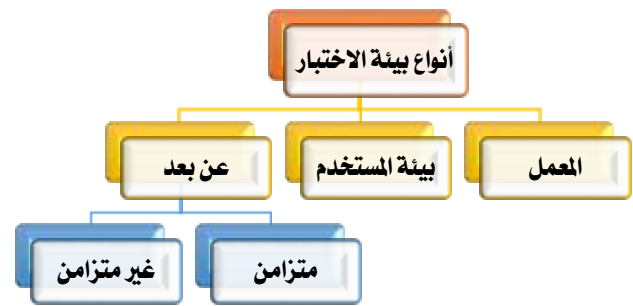 أنواع بيئة الاختبار
المعمل
بيئة المستخدم
عن بعد
متزامن
غير متزامن